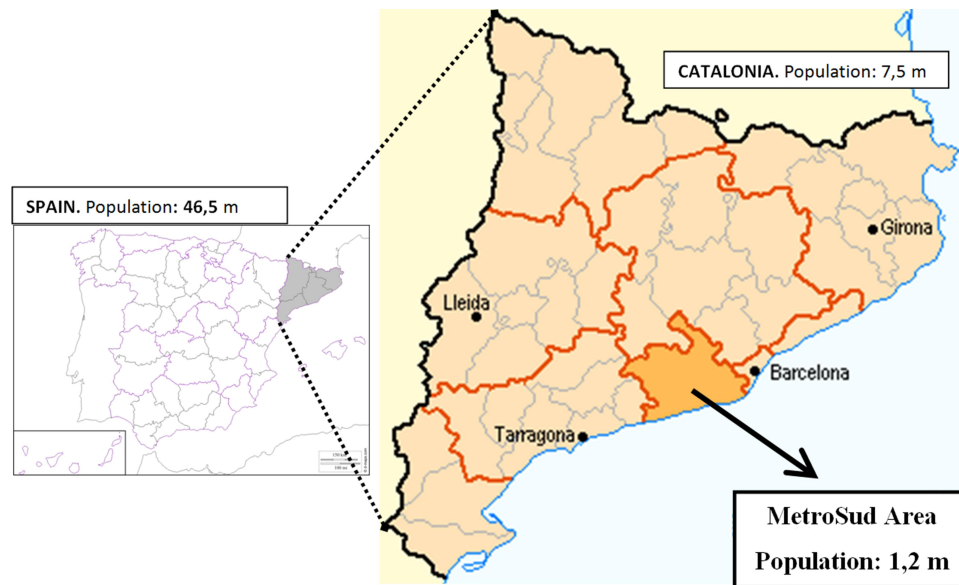 CATALONIA. Population: 7,5 m
SPAIN. Population: 46,5 m
Girona
Lleida
Barcelona
Tarragona
MetroSud Area
Population: 1,2 m